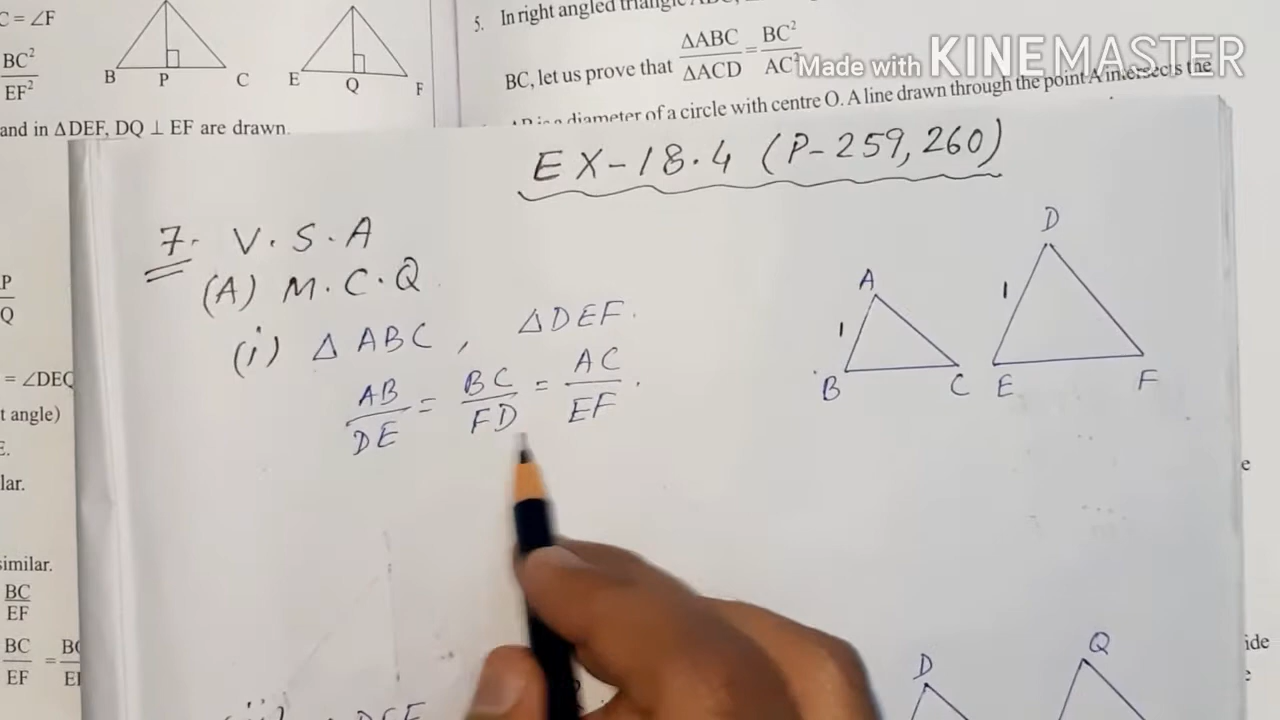 C = ∠F
BC²
EF²
B P C
E Q F
and in ΔDEF, DQ ⊥ EF are drawn.
5. In right angled triangle
BC, let us prove that ΔABC/ΔACD = BC²/AC²
diameter of a circle with centre O. A line drawn through the point A intersects the
Made with KINEMASTER
EX-18.4 (P-259, 260)
7. V.S.A
(A) M.C.Q
(i) Δ ABC, ΔDEF.
AB/DE = BC/FD = AC/EF.
A
B C
D
E F
1
1
P
Q
= ∠DEQ
t angle)
E.
lar.
similar.
BC
EF
BC
EF =
e
ide
D
Q